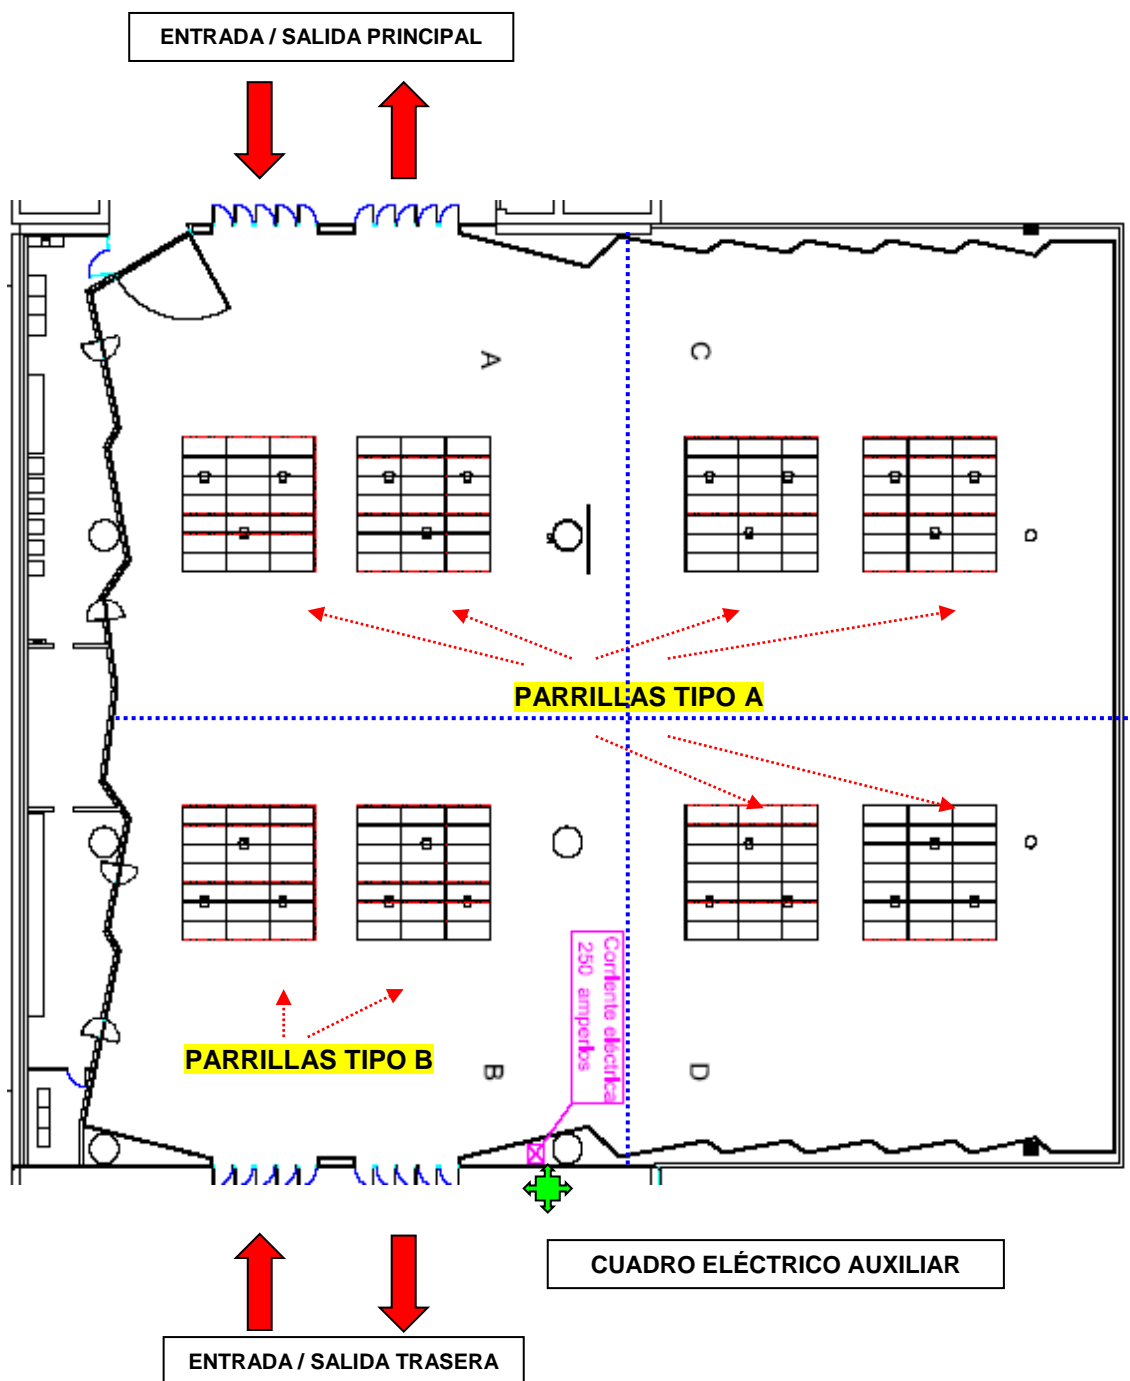 ENTRADA / SALIDA PRINCIPAL
A
C
PARRILLAS TIPO A
Corriente eléctrica
250 amperios
PARRILLAS TIPO B
B
D
CUADRO ELÉCTRICO AUXILIAR
ENTRADA / SALIDA TRASERA